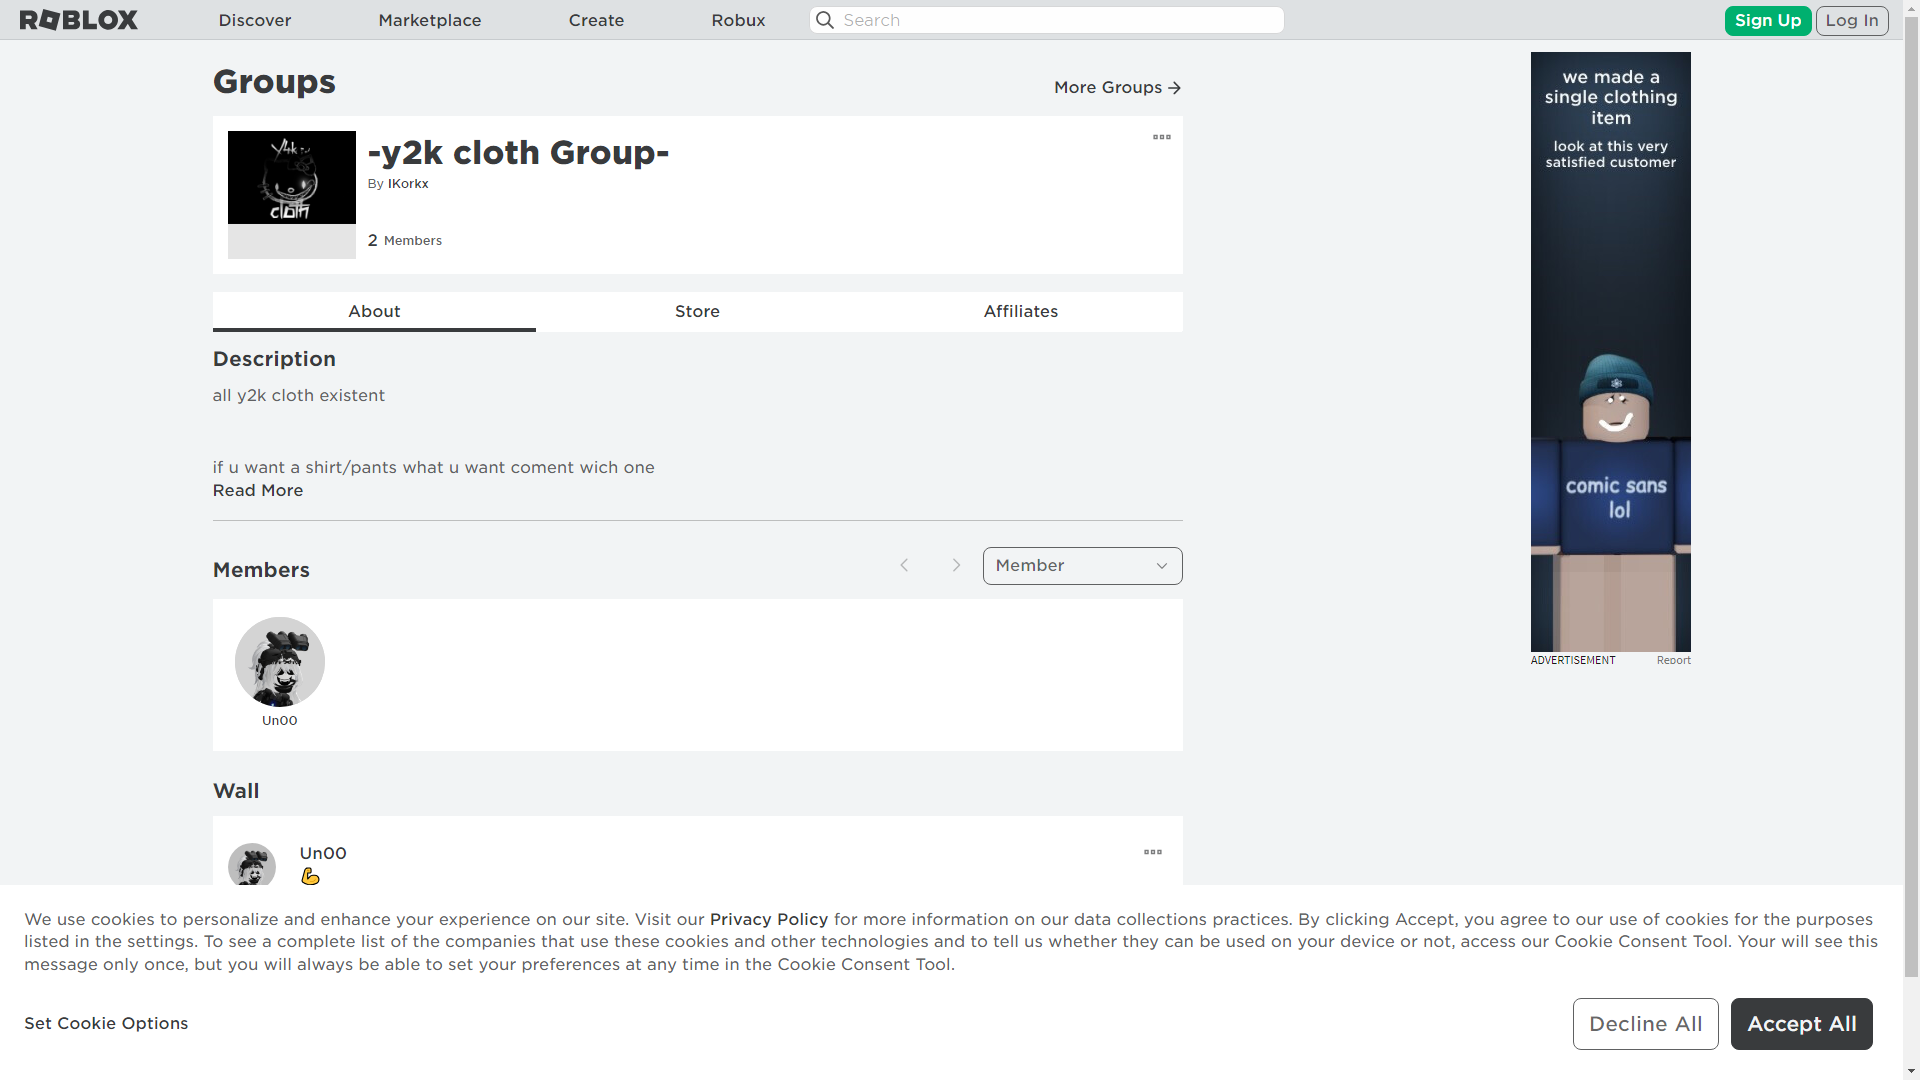 ROBLOX
Discover
Marketplace
Create
Robux
Search
Sign Up
Log In
Groups
More Groups
-y2k cloth Group-
By IKorkx
2 Members
Y4k
cloth
About
Store
Affiliates
Description
all y2k cloth existent
if u want a shirt/pants what u want coment wich one
Read More
Members
Member
Un00
Wall
Un00
we made a
single clothing
item
look at this very
satisfied customer
comic sans
lol
ADVERTISEMENT
Report
We use cookies to personalize and enhance your experience on our site. Visit our Privacy Policy for more information on our data collections practices. By clicking Accept, you agree to our use of cookies for the purposes
listed in the settings. To see a complete list of the companies that use these cookies and other technologies and to tell us whether they can be used on your device or not, access our Cookie Consent Tool. Your will see this
message only once, but you will always be able to set your preferences at any time in the Cookie Consent Tool.
Set Cookie Options
Decline All
Accept All